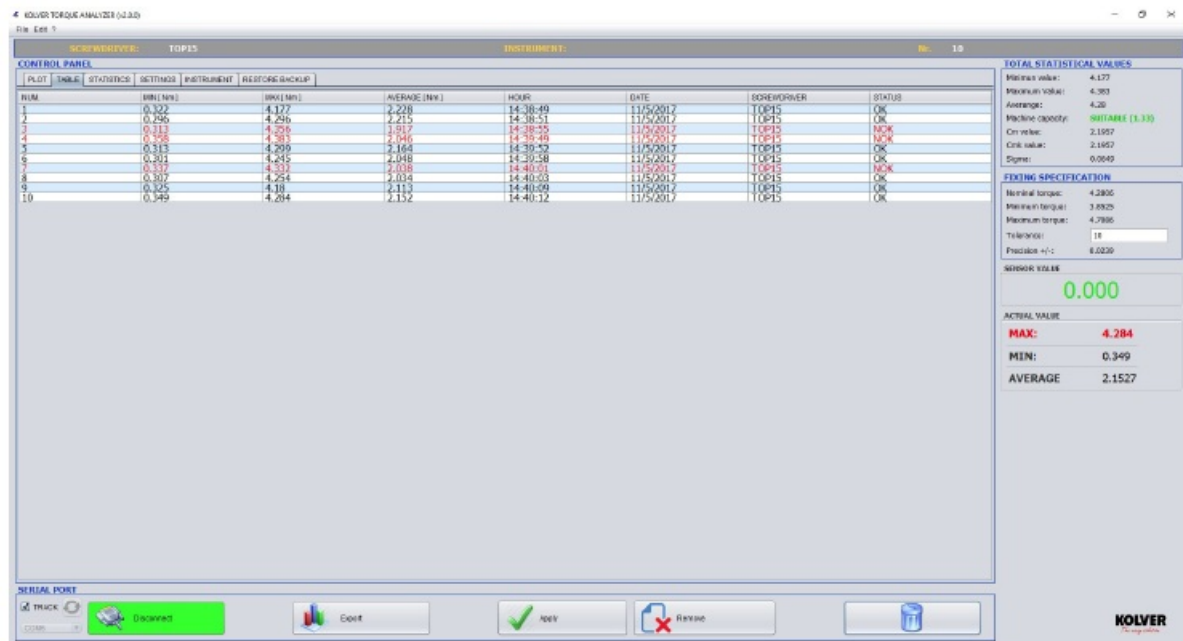 KOLVER TORQUE ANALYZER (v2.3.0)
File Edit ?
SCREWDRIVER: TOP15 INSTRUMENT: Nr. 10
CONTROL PANEL
PLOT TABLE STATISTICS SETTINGS INSTRUMENT RESTORE BACKUP
NUM. MIN [ Nm ] MAX [ Nm ] AVERAGE [ Nm ] HOUR DATE SCREWDRIVER STATUS
1 0.322 4.177 2.228 14:38:49 11/5/2017 TOP15 OK
2 0.296 4.296 2.215 14:38:51 11/5/2017 TOP15 OK
3 0.313 4.356 1.917 14:38:55 11/5/2017 TOP15 NOK
4 0.358 4.383 2.046 14:39:49 11/5/2017 TOP15 NOK
5 0.313 4.299 2.164 14:39:52 11/5/2017 TOP15 OK
6 0.301 4.245 2.048 14:39:58 11/5/2017 TOP15 OK
7 0.337 4.332 2.038 14:40:01 11/5/2017 TOP15 NOK
8 0.307 4.254 2.034 14:40:03 11/5/2017 TOP15 OK
9 0.325 4.18 2.113 14:40:09 11/5/2017 TOP15 OK
10 0.349 4.284 2.152 14:40:12 11/5/2017 TOP15 OK
TOTAL STATISTICAL VALUES
Minimun value: 4.177
Maximum Value: 4.383
Averange: 4.28
Machine capacity: SUITABLE (1.33)
Cm value: 2.1957
Cmk value: 2.1957
Sigma: 0.0649
FIXING SPECIFICATION
Nominal torque: 4.2806
Minimum torque: 3.8525
Maximum torque: 4.7086
Tolerance: 10
Precision +/-:
SENSOR VALUE
0.000
ACTUAL VALUE
MAX: 4.284
MIN: 0.349
AVERAGE 2.1527
SERIAL PORT
TRACK
Disconnect
Export
Apply
Remove
KOLVER